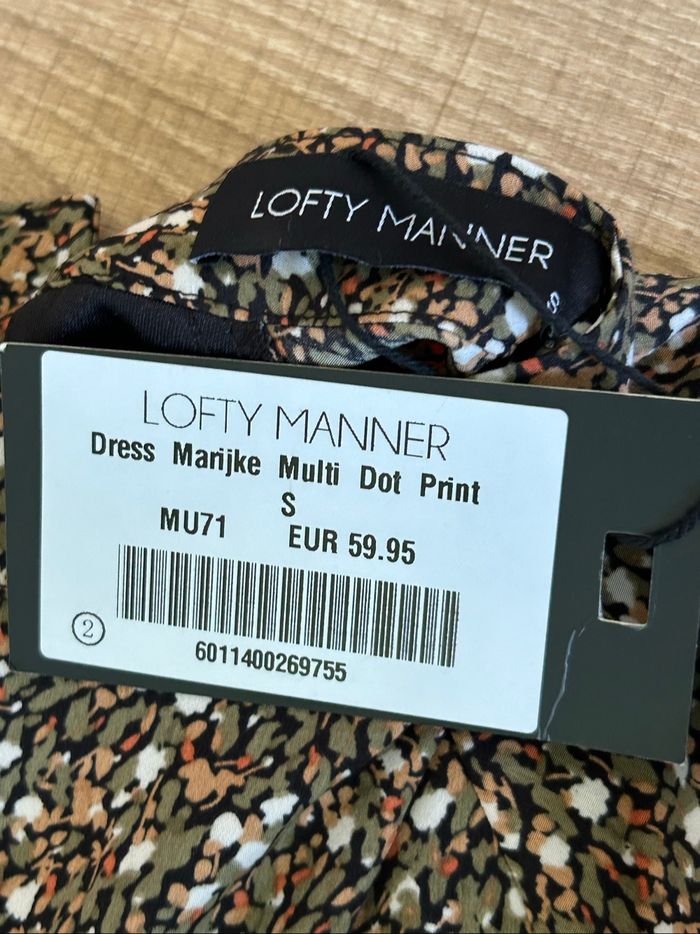 LOFTY MANNER
S
LOFTY MANNER
Dress Marijke Multi Dot Print
S
MU71 EUR 59.95
2
6011400269755